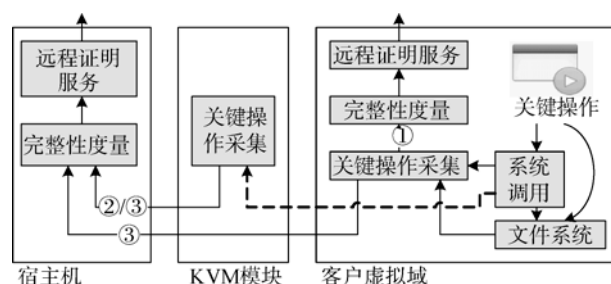 远程证明
服务
完整性度量
②/③
③
宿主机
关键操
作采集
KVM模块
远程证明服务
完整性度量
①
关键操作采集
关键操作
系统
调用
文件系统
客户虚拟域